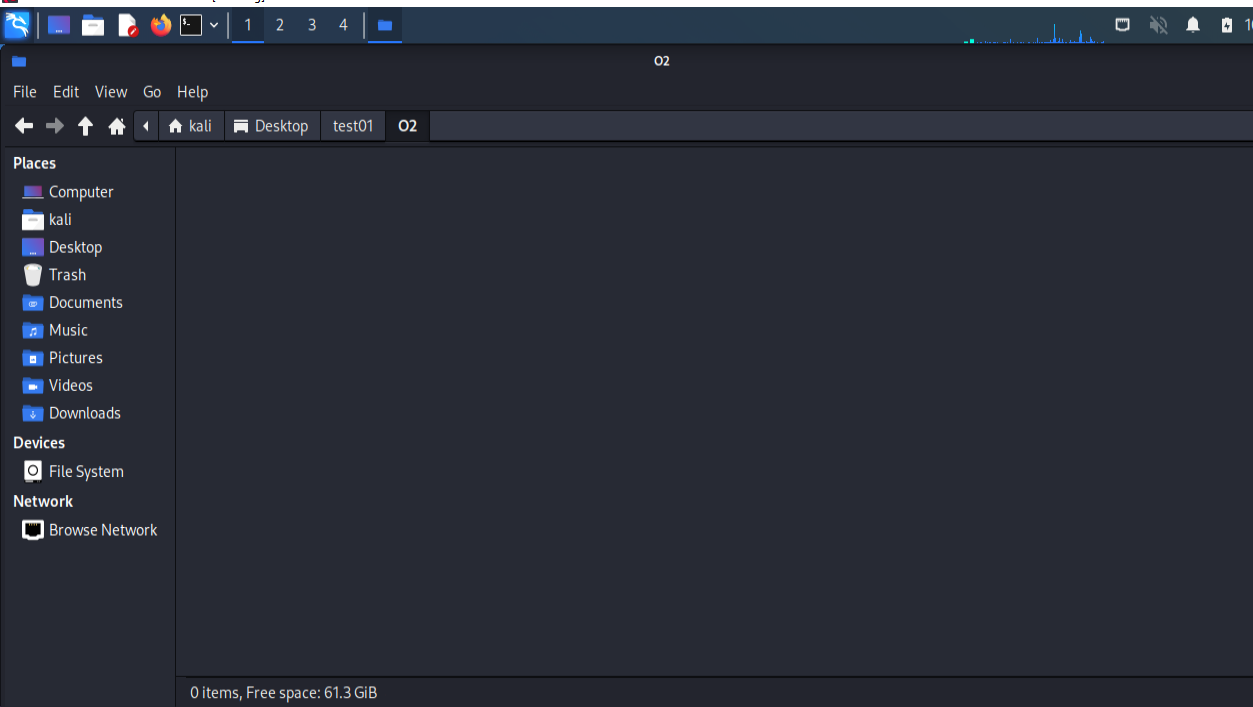 1 2 3 4
O2
File Edit View Go Help
kali Desktop test01 O2
Places
Computer
kali
Desktop
Trash
Documents
Music
Pictures
Videos
Downloads
Devices
File System
Network
Browse Network
0 items, Free space: 61.3 GiB